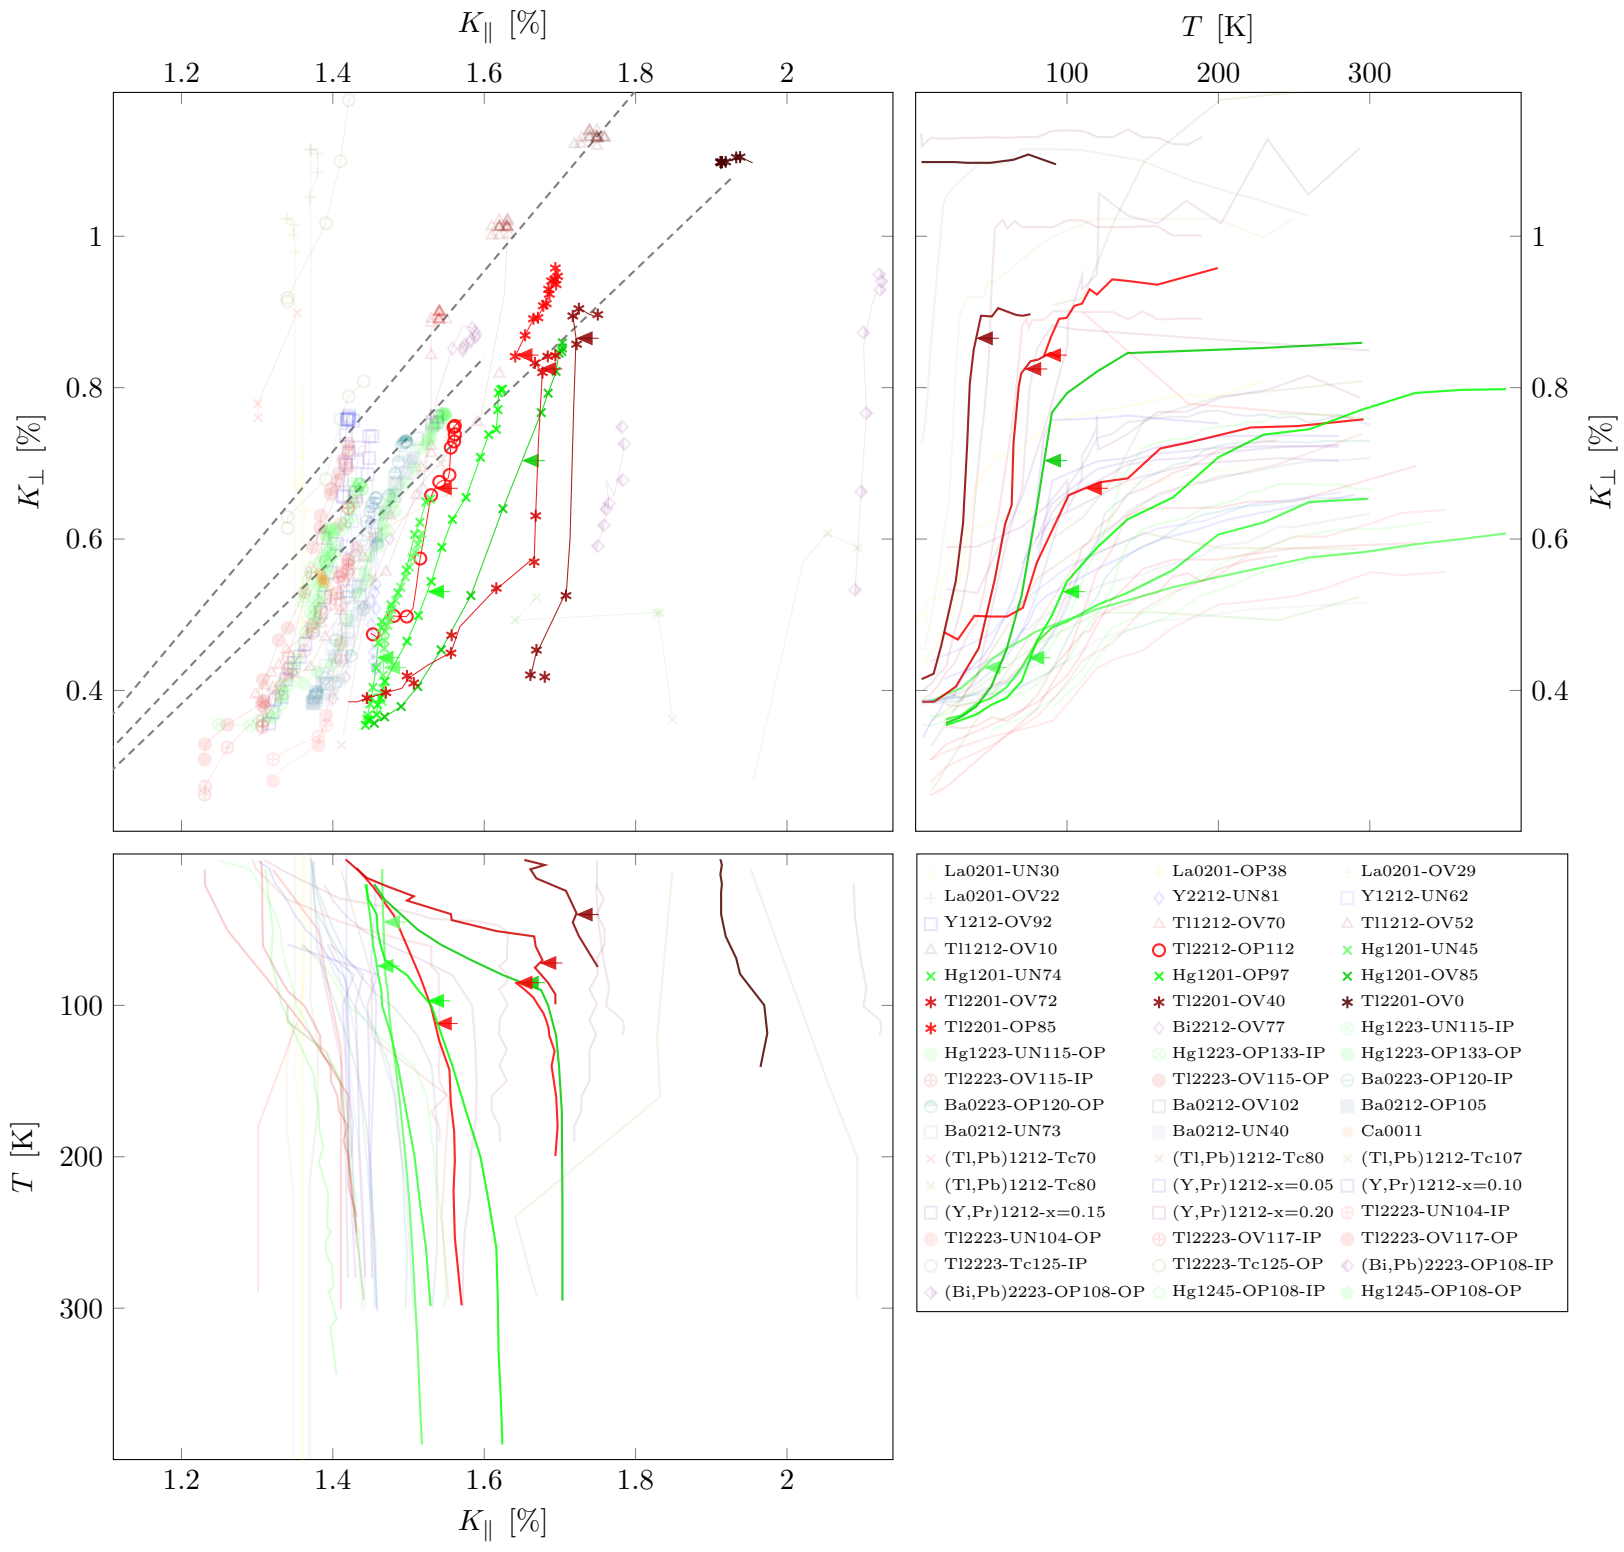 K∥ [%]
T [K]
1.2 1.4 1.6 1.8 2
100 200 300
1
0.8
0.6
0.4
K⊥ [%]
1
0.8
0.6
0.4
K⊥ [%]
La0201-UN30 La0201-OP38 La0201-OV29
La0201-OV22 Y2212-UN81 Y1212-UN62
Y1212-OV92 Tl1212-OV70 Tl1212-OV52
Tl1212-OV10 Tl2212-OP112 Hg1201-UN45
Hg1201-UN74 Hg1201-OP97 Hg1201-OV85
Tl2201-OV72 Tl2201-OV40 Tl2201-OV0
Tl2201-OP85 Bi2212-OV77 Hg1223-UN115-IP
Hg1223-UN115-OP Hg1223-OP133-IP Hg1223-OP133-OP
Tl2223-OV115-IP Tl2223-OV115-OP Ba0223-OP120-IP
Ba0223-OP120-OP Ba0212-OV102 Ba0212-OP105
Ba0212-UN73 Ba0212-UN40 Ca0011
(Tl,Pb)1212-Tc70 (Tl,Pb)1212-Tc80 (Tl,Pb)1212-Tc107
(Tl,Pb)1212-Tc80 (Y,Pr)1212-x=0.05 (Y,Pr)1212-x=0.10
(Y,Pr)1212-x=0.15 (Y,Pr)1212-x=0.20 Tl2223-UN104-IP
Tl2223-UN104-OP Tl2223-OV117-IP Tl2223-OV117-OP
Tl2223-Tc125-IP Tl2223-Tc125-OP (Bi,Pb)2223-OP108-IP
(Bi,Pb)2223-OP108-OP Hg1245-OP108-IP Hg1245-OP108-OP
100
200
300
T [K]
1.2 1.4 1.6 1.8 2
K∥ [%]